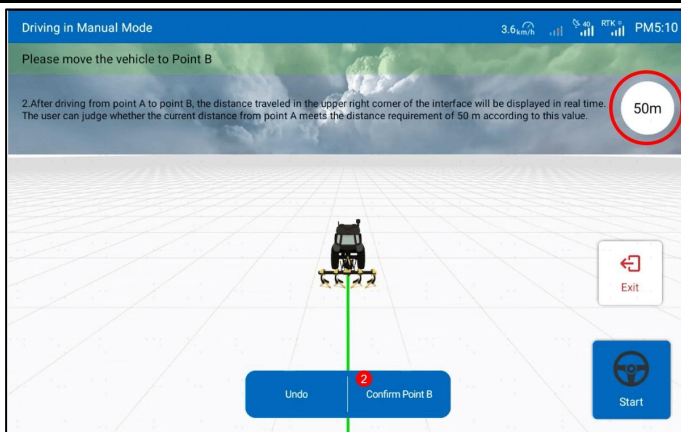 Driving in Manual Mode
3.6km/h 40 RTK PM5:10
Please move the vehicle to Point B
2.After driving from point A to point B, the distance traveled in the upper right corner of the interface will be displayed in real time.
The user can judge whether the current distance from point A meets the distance requirement of 50 m according to this value.
50m
Exit
2
Undo
Confirm Point B
Start